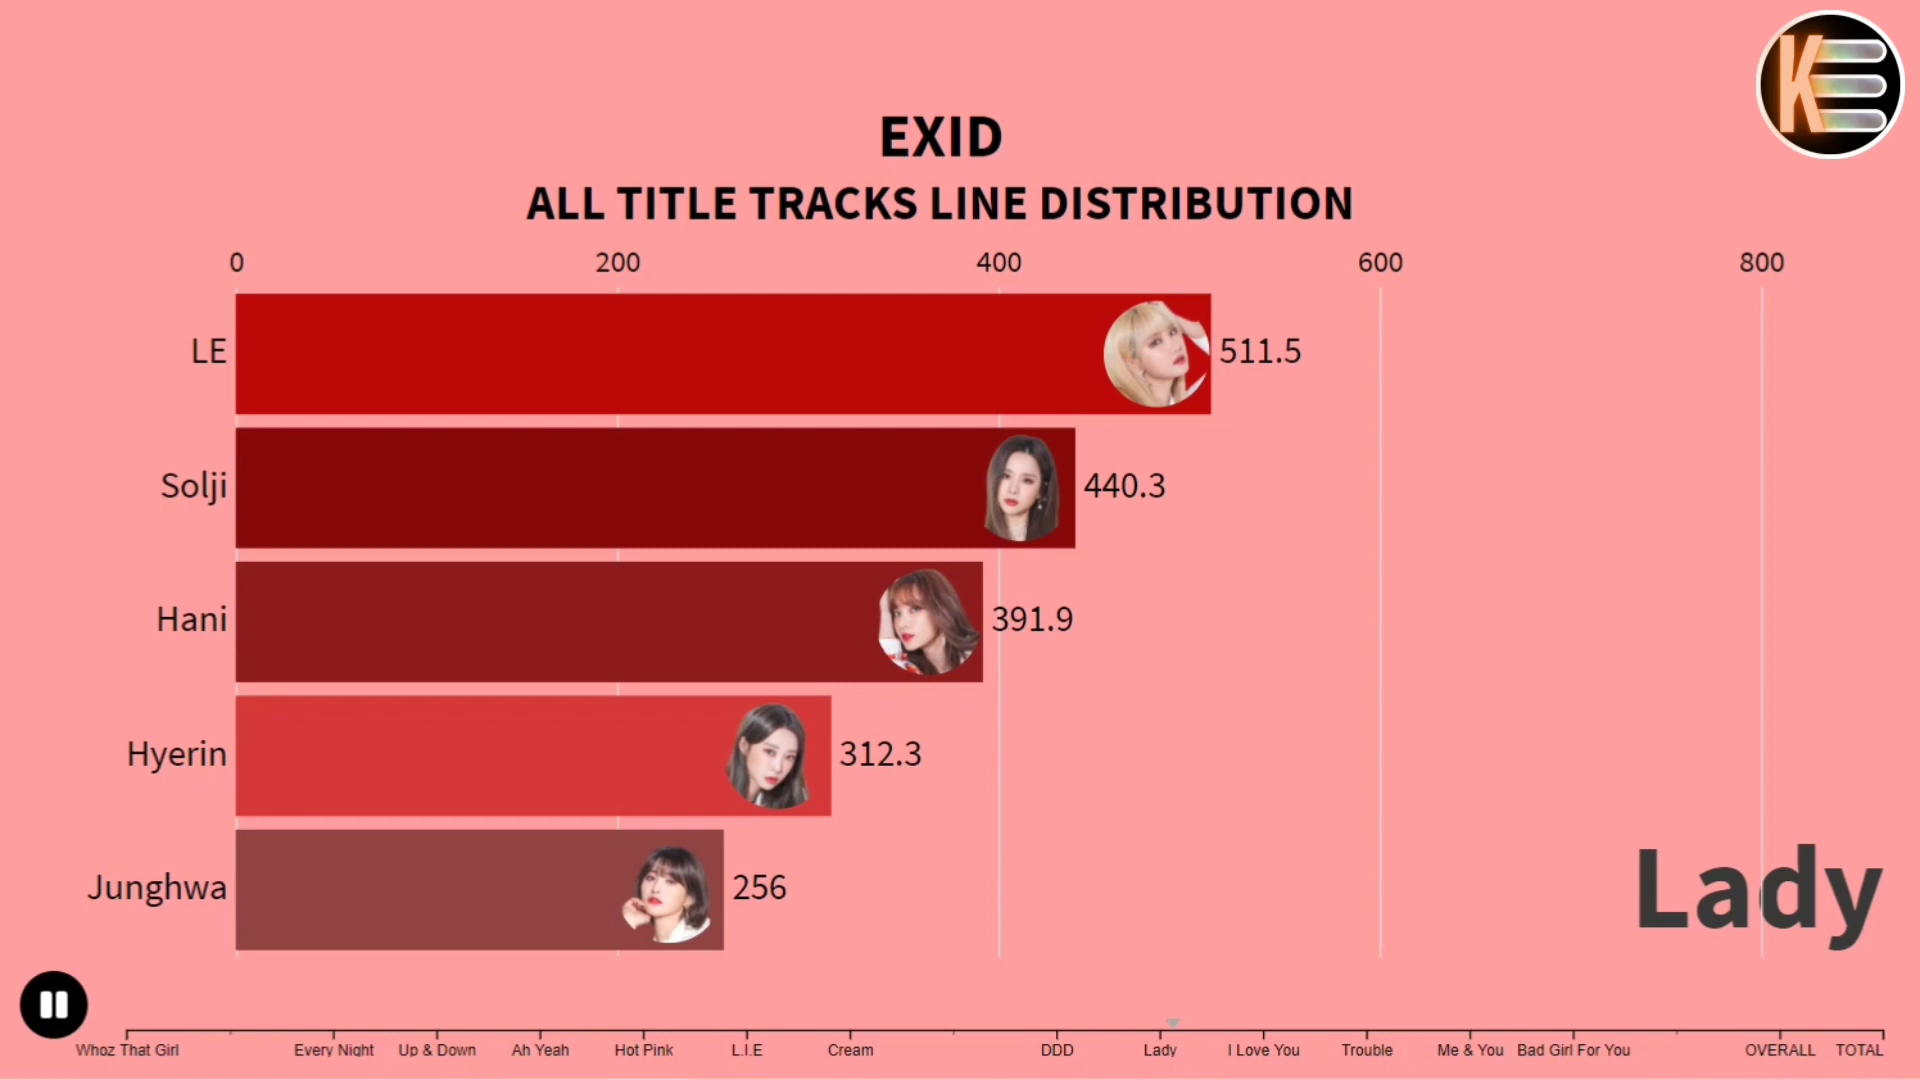 KE
EXID
ALL TITLE TRACKS LINE DISTRIBUTION
0 200 400 600 800
LE 511.5
Solji 440.3
Hani 391.9
Hyerin 312.3
Junghwa 256
Lady
Whoz That Girl Every Night Up & Down Ah Yeah Hot Pink L.I.E Cream DDD Lady I Love You Trouble Me & You Bad Girl For You OVERALL TOTAL